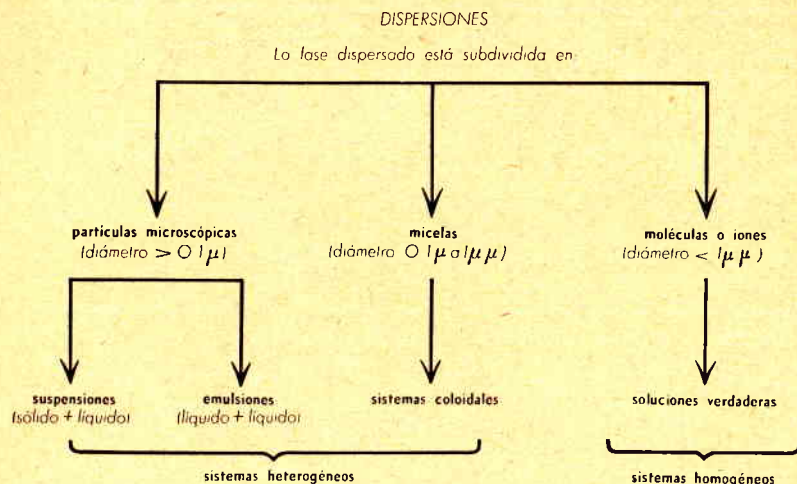 DISPERSIONES
La fase dispersada está subdividida en:
partículas microscópicas
(diámetro > 0 1μ)
micelas
(diámetro 0 1μ a 1μμ)
moléculas o iones
(diámetro < 1μμ)
suspensiones
(sólido + líquido)
emulsiones
(líquido + líquido)
sistemas coloidales
soluciones verdaderas
sistemas heterogéneos
sistemas homogéneos